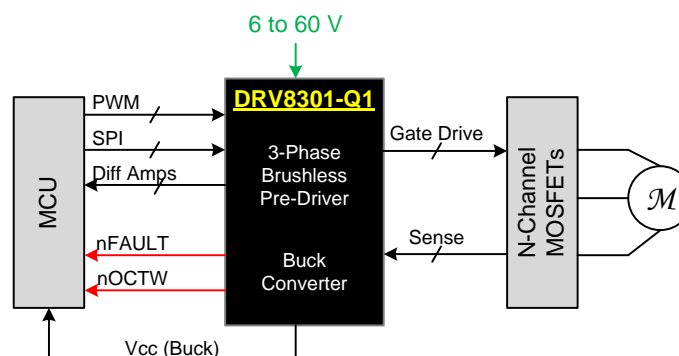 6 to 60 V
DRV8301-Q1
3-Phase
Brushless
Pre-Driver
Buck
Converter
MCU
PWM
SPI
Diff Amps
nFAULT
nOCTW
Vcc (Buck)
Gate Drive
Sense
N-Channel
MOSFETs
M